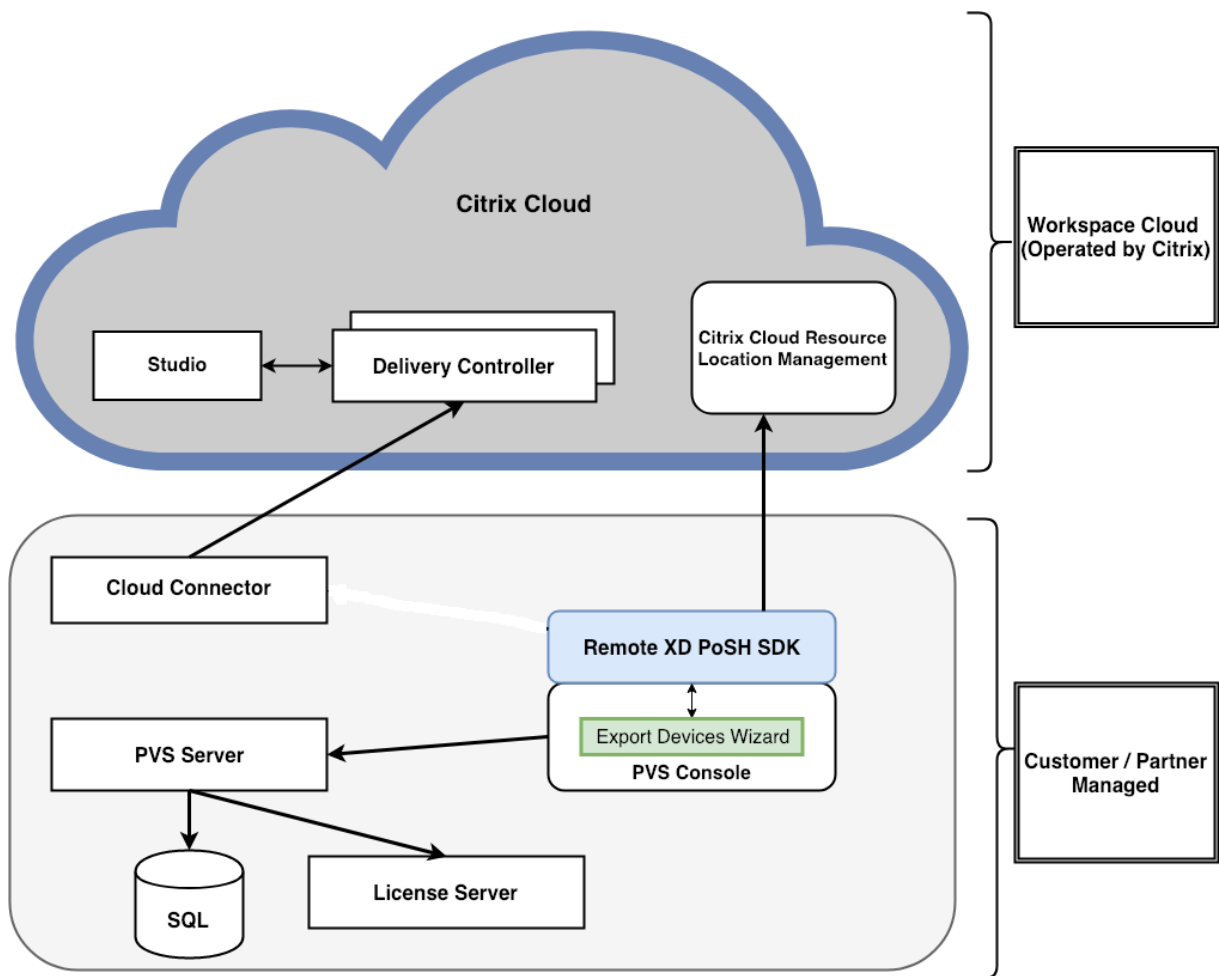 Citrix Cloud
Workspace Cloud
(Operated by Citrix)
Studio
Delivery Controller
Citrix Cloud Resource
Location Management
Cloud Connector
Remote XD PoSH SDK
Export Devices Wizard
PVS Console
PVS Server
Customer / Partner
Managed
SQL
License Server